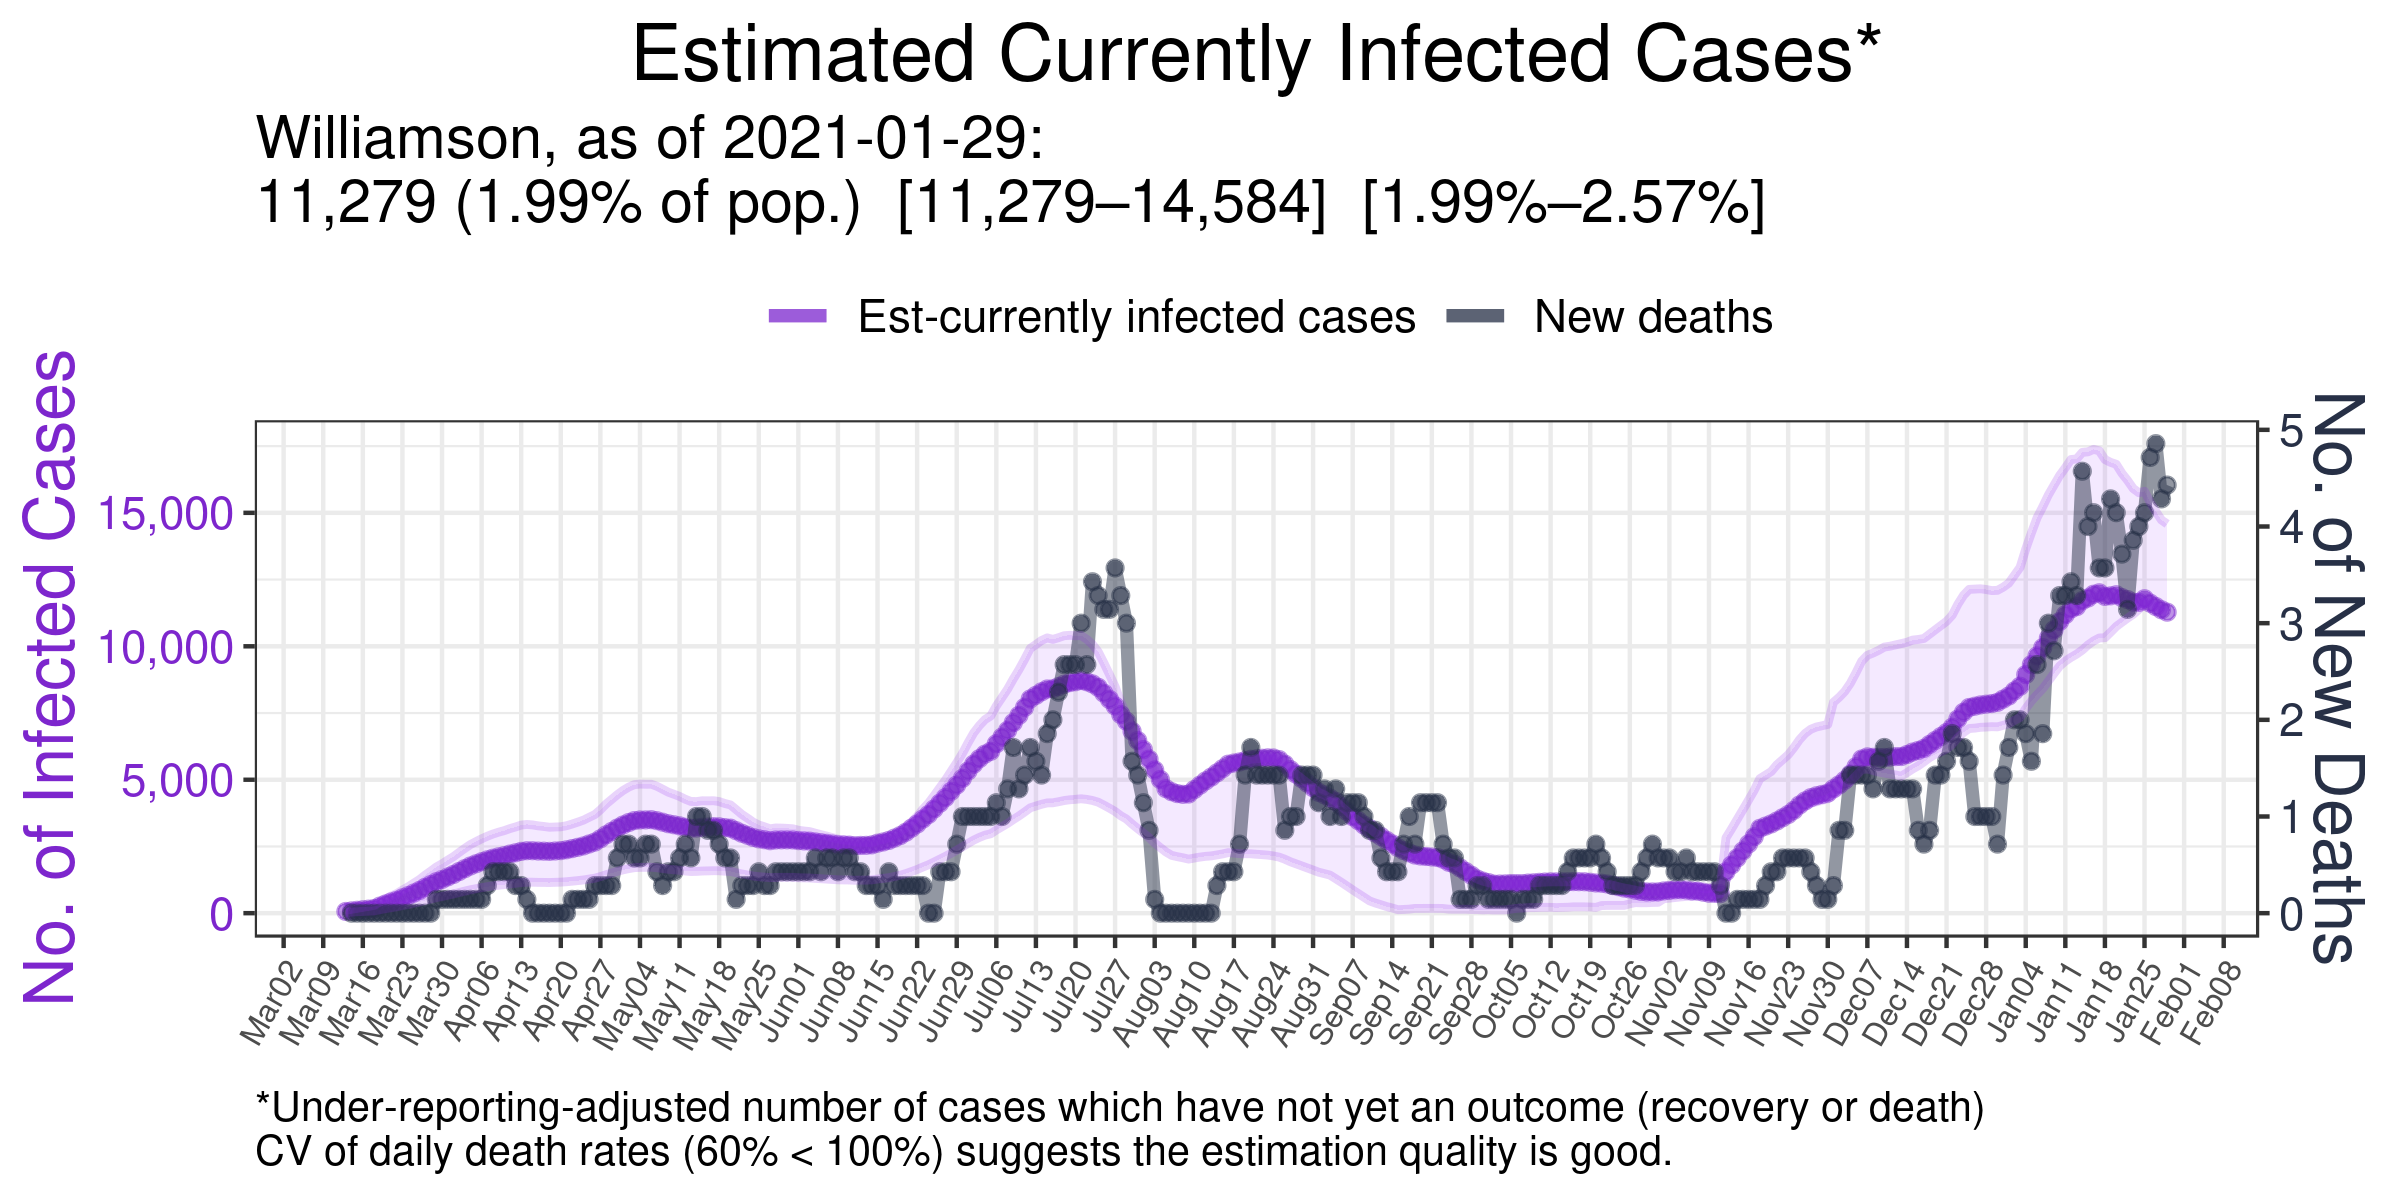 Estimated Currently Infected Cases*
Williamson, as of 2021-01-29:
11,279 (1.99% of pop.)  [11,279–14,584]  [1.99%–2.57%]
Est-currently infected cases
New deaths
No. of Infected Cases
15,000
10,000
5,000
0
5
4
3
2
1
0
No. of New Deaths
Mar02
Mar09
Mar16
Mar23
Mar30
Apr06
Apr13
Apr20
Apr27
May04
May11
May18
May25
Jun01
Jun08
Jun15
Jun22
Jun29
Jul06
Jul13
Jul20
Jul27
Aug03
Aug10
Aug17
Aug24
Aug31
Sep07
Sep14
Sep21
Sep28
Oct05
Oct12
Oct19
Oct26
Nov02
Nov09
Nov16
Nov23
Nov30
Dec07
Dec14
Dec21
Dec28
Jan04
Jan11
Jan18
Jan25
Feb01
Feb08
*Under-reporting-adjusted number of cases which have not yet an outcome (recovery or death)
CV of daily death rates (60% < 100%) suggests the estimation quality is good.